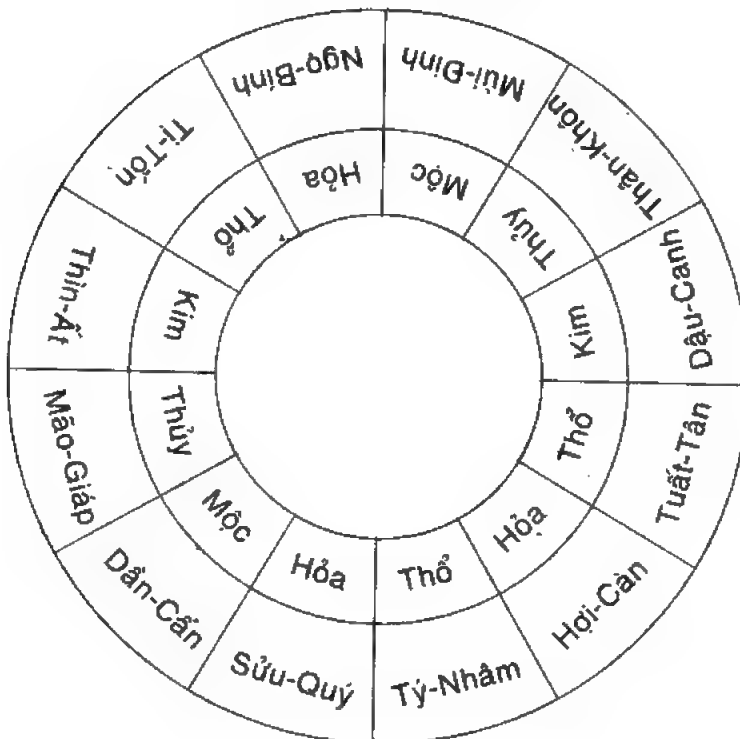 Ngọ-Bính
Mùi-Đinh
Thân-Khôn
Dậu-Canh
Tuất-Tân
Hợi-Càn
Tý-Nhâm
Sửu-Quý
Dần-Cấn
Mão-Giáp
Thìn-Ất
Tị-Tốn
Hỏa
Mộc
Thủy
Kim
Thổ
Hỏa
Thổ
Hỏa
Mộc
Thủy
Kim
Thổ